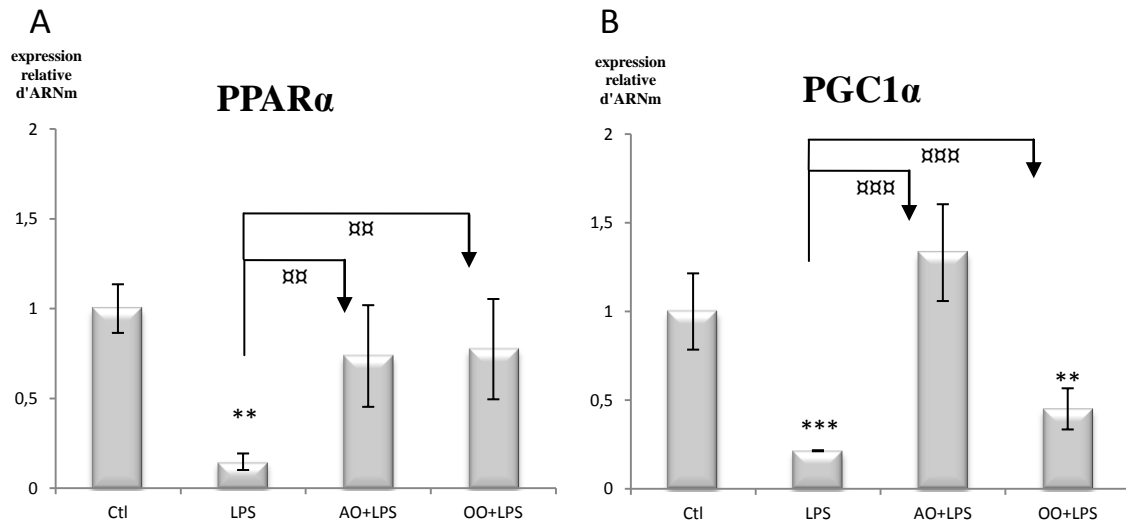 A
expression
relative
d'ARNm
PPARα
2
1,5
1
0,5
0
¤¤
¤¤
**
Ctl
LPS
AO+LPS
OO+LPS
B
expression
relative
d'ARNm
PGC1α
2
1,5
1
0,5
0
¤¤¤
¤¤¤
***
**
Ctl
LPS
AO+LPS
OO+LPS